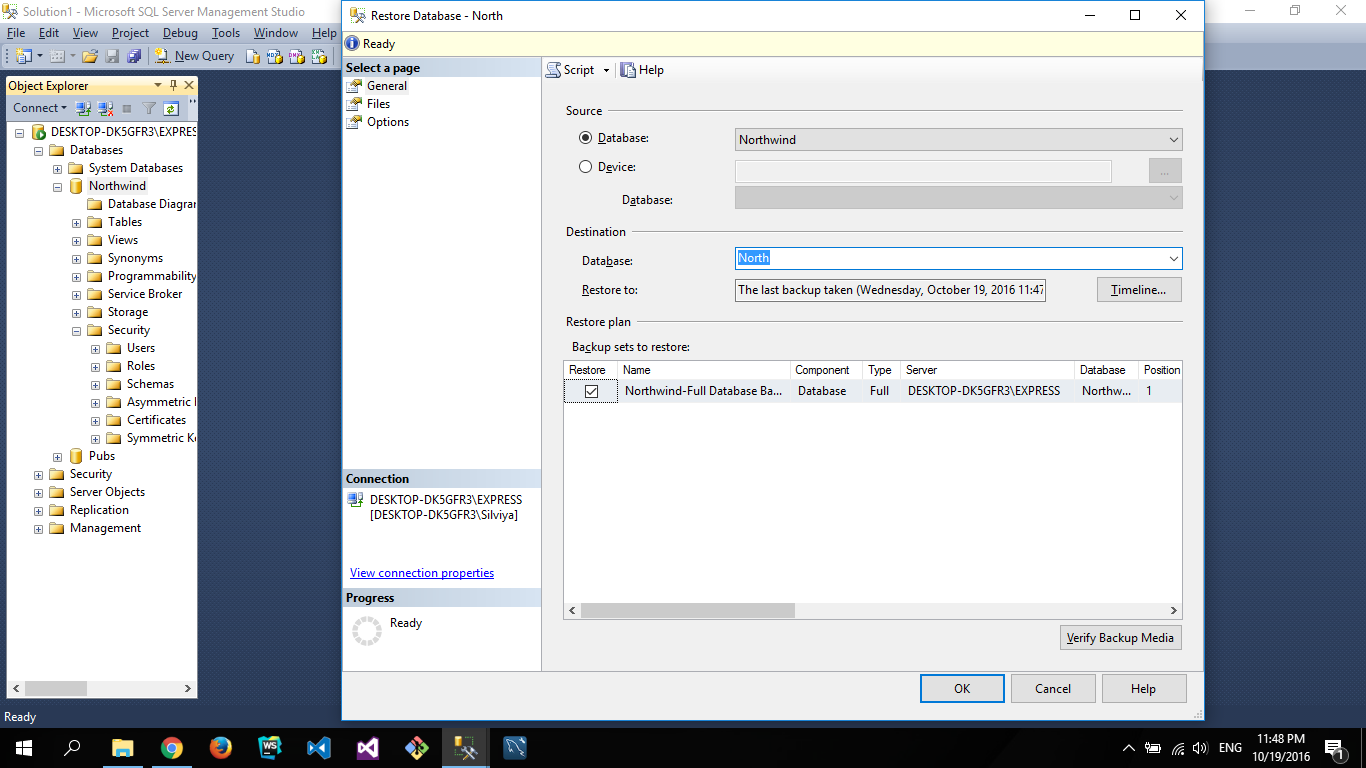 Solution1 - Microsoft SQL Server Management Studio
File Edit View Project Debug Tools Window Help
New Query
Object Explorer
Connect
DESKTOP-DK5GFR3\EXPRES
Databases
System Databases
Northwind
Database Diagra
Tables
Views
Synonyms
Programmability
Service Broker
Storage
Security
Users
Roles
Schemas
Asymmetric
Certificates
Symmetric K
Pubs
Security
Server Objects
Replication
Management
Ready
Restore Database - North
Ready
Select a page
General
Files
Options
Connection
DESKTOP-DK5GFR3\EXPRESS
[DESKTOP-DK5GFR3\Silviya]
View connection properties
Progress
Ready
Script Help
Source
Database: Northwind
Device: ...
Database:
Destination
Database: North
Restore to: The last backup taken (Wednesday, October 19, 2016 11:47 Timeline...
Restore plan
Backup sets to restore:
Restore Name Component Type Server Database Position
Northwind-Full Database Ba... Database Full DESKTOP-DK5GFR3\EXPRESS Northw... 1
Verify Backup Media
OK Cancel Help
ENG 11:48 PM
10/19/2016 1